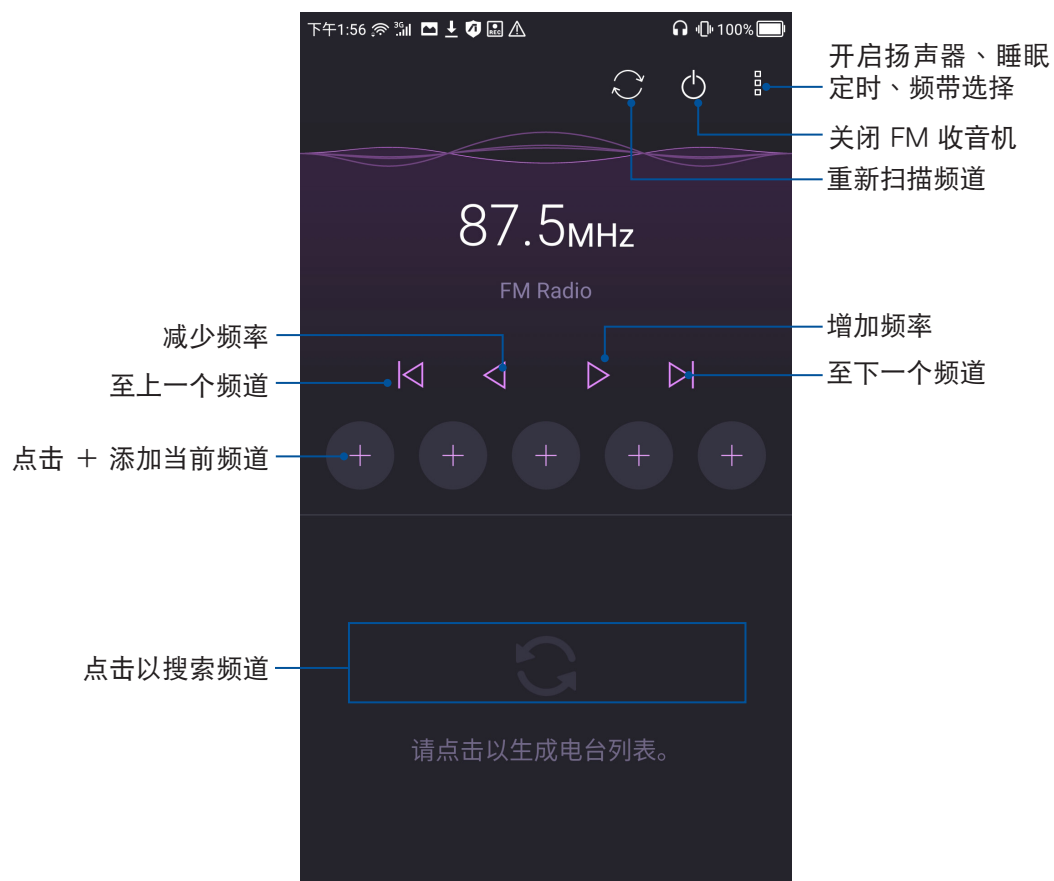 下午1:56 3G REC 100%
开启扬声器、睡眠
定时、频带选择
关闭 FM 收音机
重新扫描频道
87.5MHz
FM Radio
减少频率
增加频率
至上一个频道
至下一个频道
点击 + 添加当前频道
点击以搜索频道
请点击以生成电台列表。